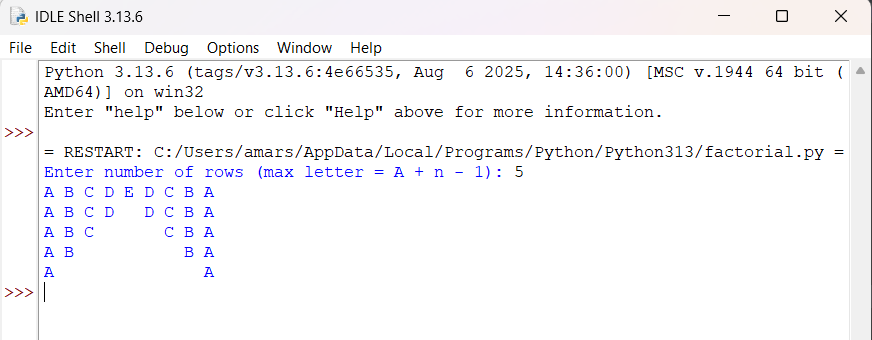 IDLE Shell 3.13.6
File Edit Shell Debug Options Window Help
Python 3.13.6 (tags/v3.13.6:4e66535, Aug  6 2025, 14:36:00) [MSC v.1944 64 bit (
AMD64)] on win32
Enter "help" below or click "Help" above for more information.
>>>
= RESTART: C:/Users/amars/AppData/Local/Programs/Python/Python313/factorial.py =
Enter number of rows (max letter = A + n - 1): 5
A B C D E D C B A
A B C D   D C B A
A B C       C B A
A B           B A
A               A
>>>